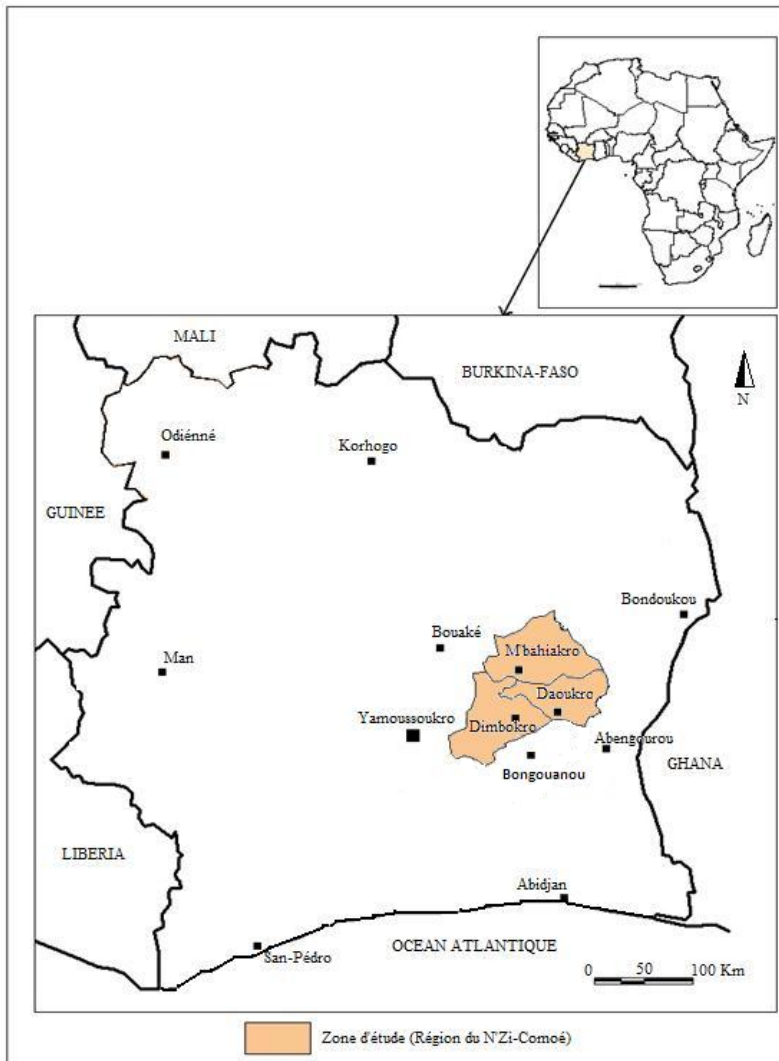 MALI
BURKINA-FASO
N
Odiénné
Korhogo
GUINEE
Bondoukou
Bouaké
M'bahiakro
Man
Daoukro
Yamoussoukro
Dimbokro
Abengourou
Bongouanou
GHANA
LIBERIA
Abidjan
San-Pédro
OCEAN ATLANTIQUE
0 50 100 Km
Zone d'étude (Région du N'Zi-Comoé)